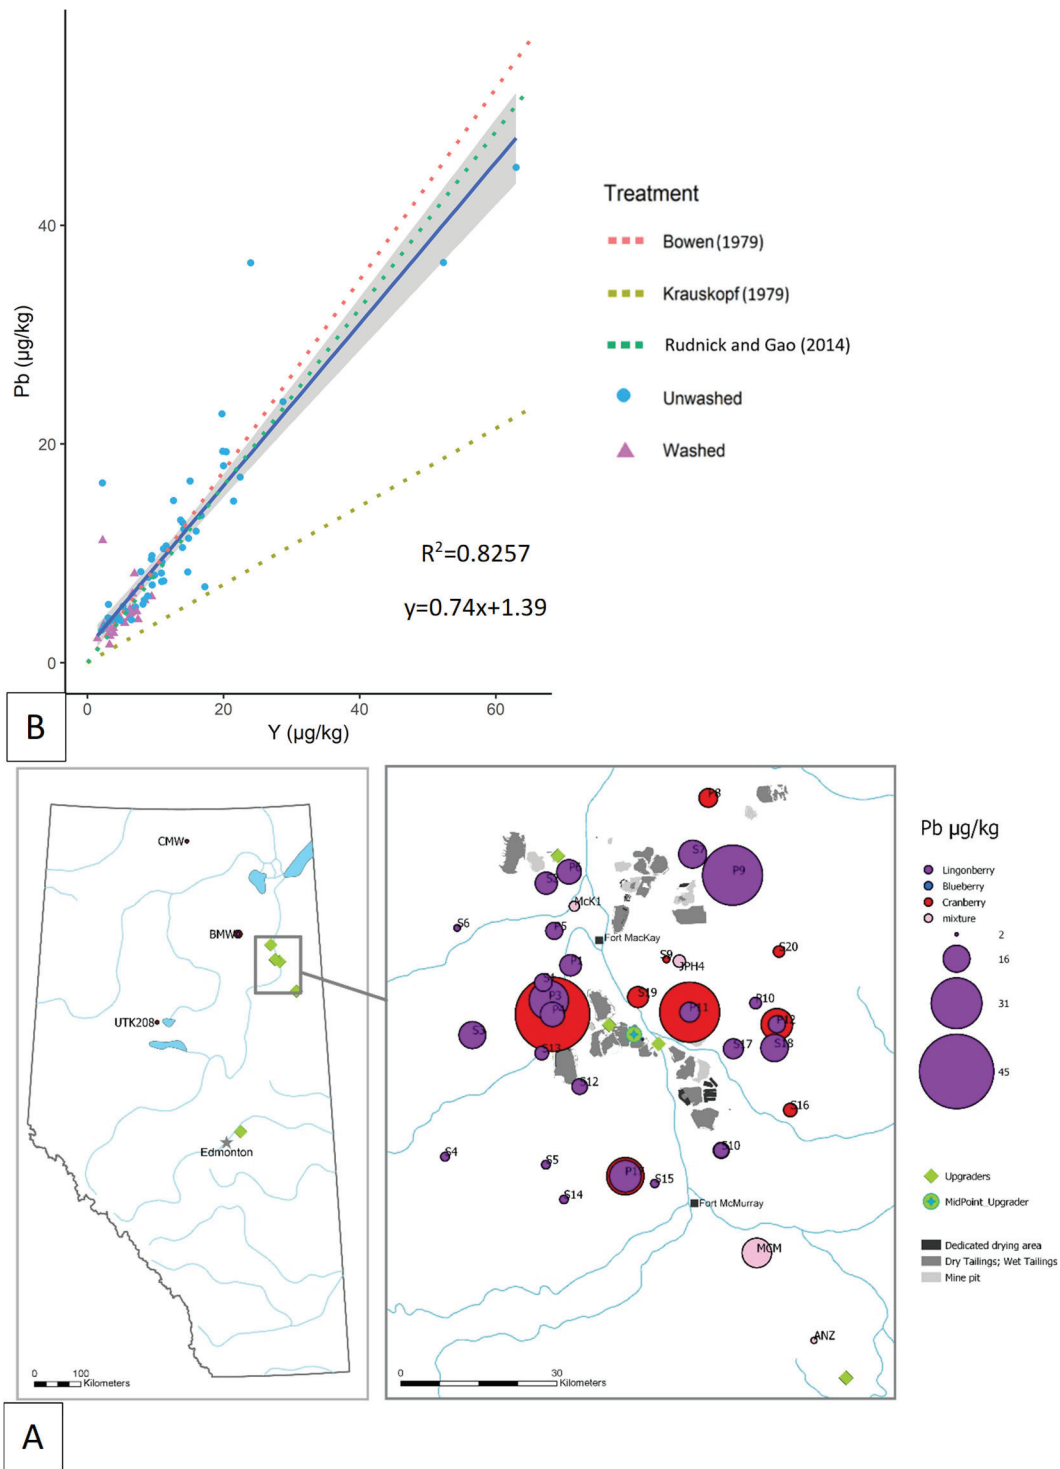 Pb (µg/kg)
40
20
0
0 20 40 60
Y (µg/kg)
R²=0.8257
y=0.74x+1.39
Treatment
Bowen (1979)
Krauskopf (1979)
Rudnick and Gao (2014)
Unwashed
Washed
B
CMW
BMW
UTK208
Edmonton
0 100
Kilometers
P8
S7
P9
P6
S2
McK1
S6
P5
Fort MacKay
S9
JPH4
S20
P1
S1
P3
P4
S19
P11
P10
P12
S3
S13
S17
S18
S12
S16
S4
S5
S10
S14
S15
Fort McMurray
MCM
ANZ
0 30
Kilometers
Pb µg/kg
Lingonberry
Blueberry
Cranberry
mixture
2
16
31
45
Upgraders
MidPoint_Upgrader
Dedicated drying area
Dry Tailings; Wet Tailings
Mine pit
A